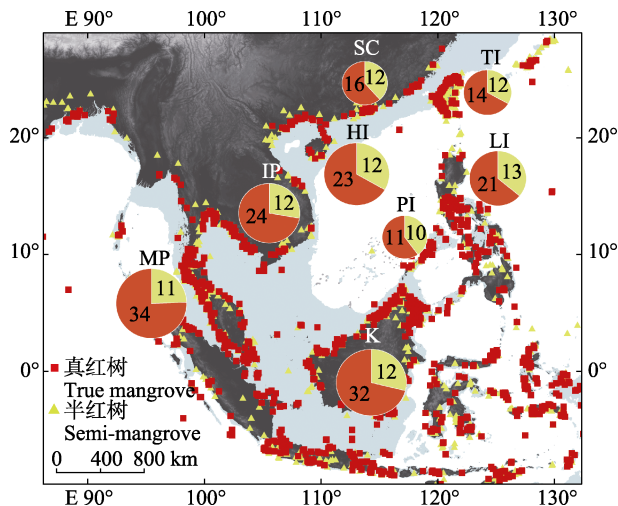 E 90° 100° 110° 120° 130°
SC
16 12
TI
14 12
20° 20°
HI
23 12
LI
21 13
IP
24 12
PI
11 10
10° 10°
MP
34 11
K
32 12
0° 0°
真红树
True mangrove
半红树
Semi-mangrove
0 400 800 km
E 90° 100° 110° 120° E 130°